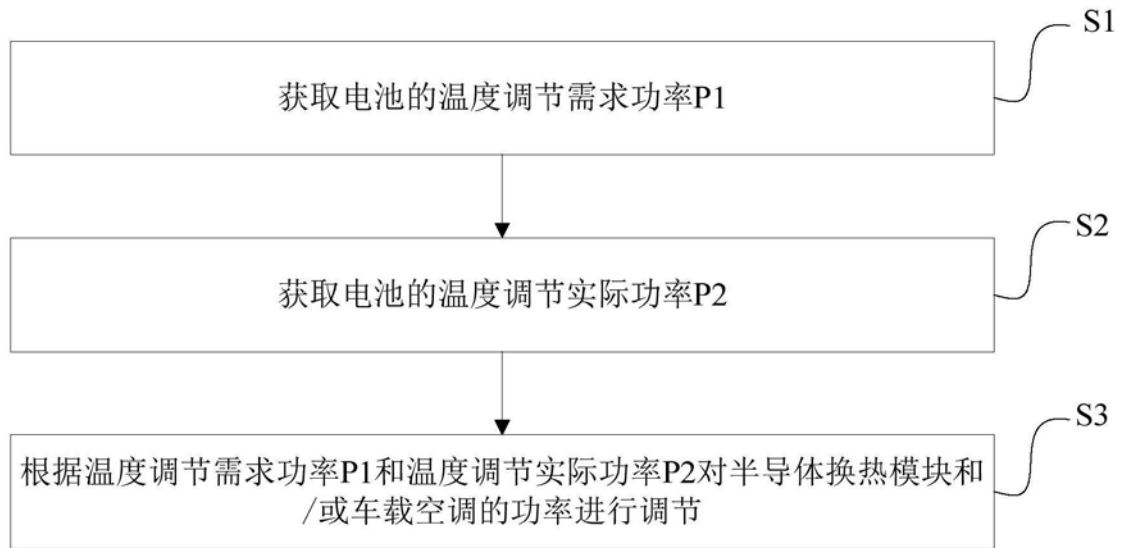 S1
获取电池的温度调节需求功率P1
S2
获取电池的温度调节实际功率P2
S3
根据温度调节需求功率P1和温度调节实际功率P2对半导体换热模块和
/或车载空调的功率进行调节